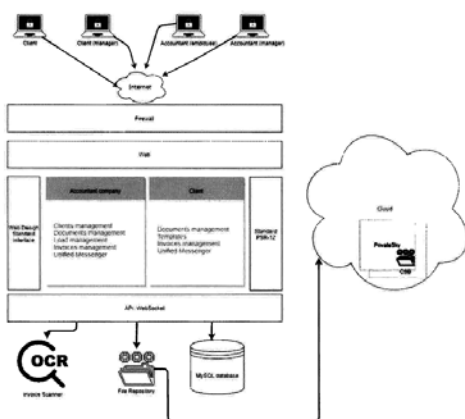 Client
Client (manager)
Accountant (employee)
Accountant (manager)
Internet
Firewall
Web
Web Design
Standard
Interface
Accountant company
Clients management
Documents management
Load management
Invoices management
Unified Messenger
Client
Documents management
Templates
Invoices management
Unified Messenger
Standard
PSR-12
API, WebSocket
OCR
Invoice Scanner
File Repository
MySQL database
Cloud
PrivateSky